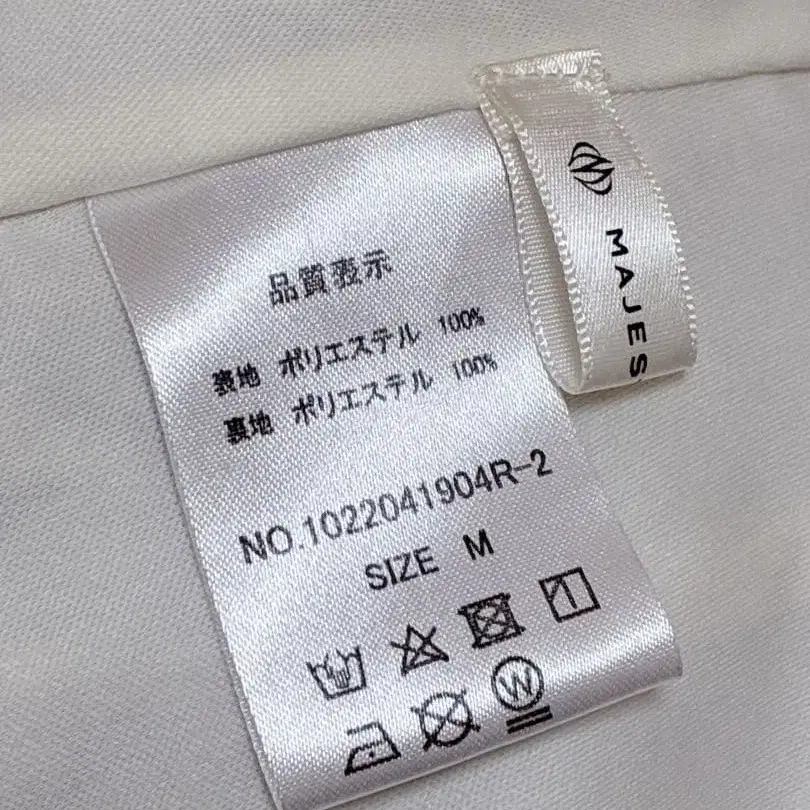 品質表示
表地 ポリエステル 100%
裏地 ポリエステル 100%
NO.1022041904R-2
SIZE M
W
MAJES